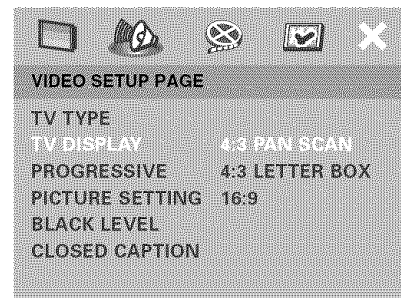 VIDEO SETUP PAGE
TV TYPE
TV DISPLAY 4:3 PAN SCAN
PROGRESSIVE 4:3 LETTER BOX
PICTURE SETTING 16:9
BLACK LEVEL
CLOSED CAPTION